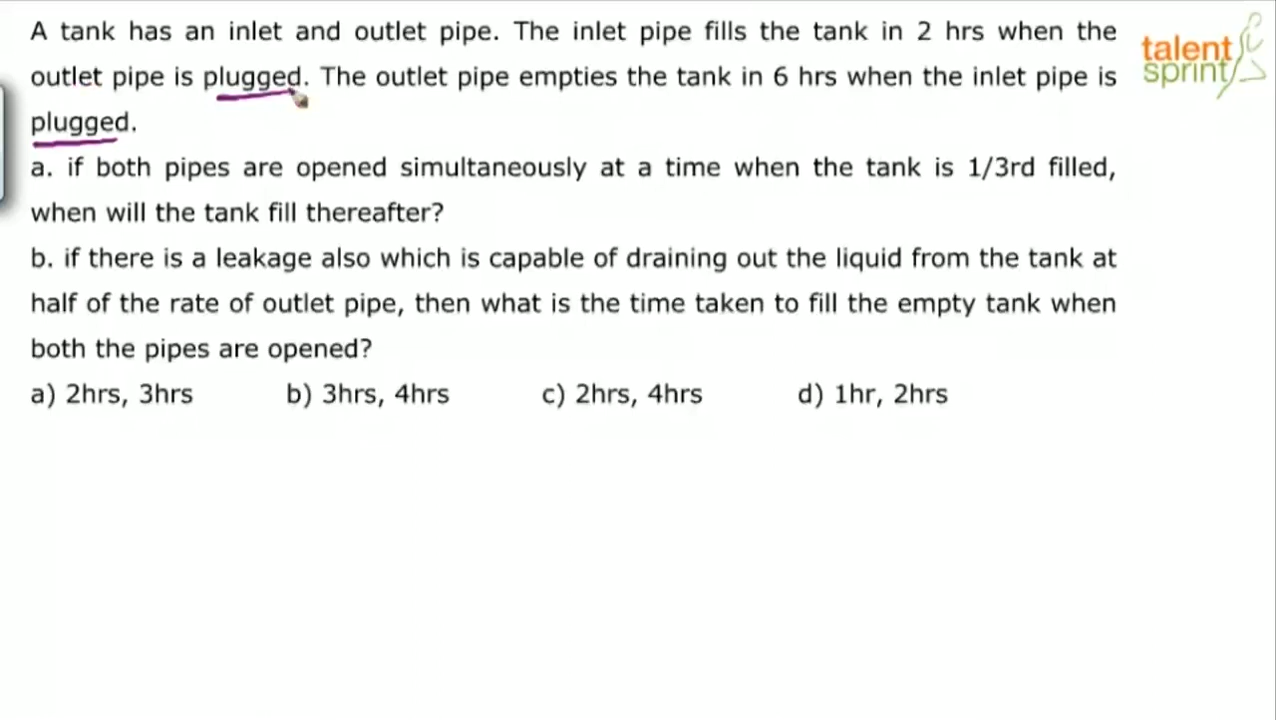 A tank has an inlet and outlet pipe. The inlet pipe fills the tank in 2 hrs when the
outlet pipe is plugged. The outlet pipe empties the tank in 6 hrs when the inlet pipe is
plugged.
a. if both pipes are opened simultaneously at a time when the tank is 1/3rd filled,
when will the tank fill thereafter?
b. if there is a leakage also which is capable of draining out the liquid from the tank at
half of the rate of outlet pipe, then what is the time taken to fill the empty tank when
both the pipes are opened?
a) 2hrs, 3hrs b) 3hrs, 4hrs c) 2hrs, 4hrs d) 1hr, 2hrs
talent
sprint